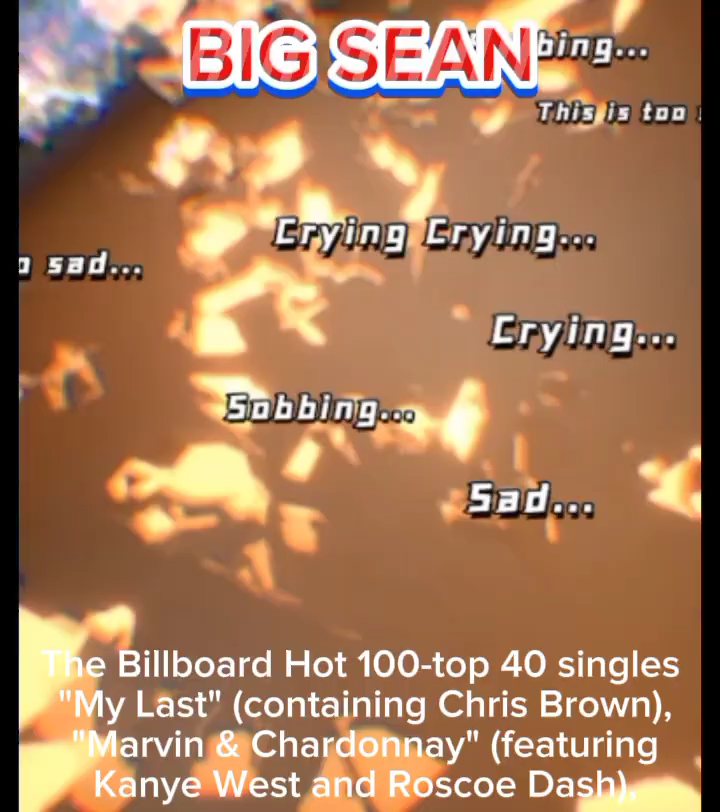 BIG SEAN
bing...
This is too
Crying Crying...
sad...
Crying...
Sobbing...
Sad...
The Billboard Hot 100-top 40 singles
"My Last" (containing Chris Brown),
"Marvin & Chardonnay" (featuring
Kanye West and Roscoe Dash),